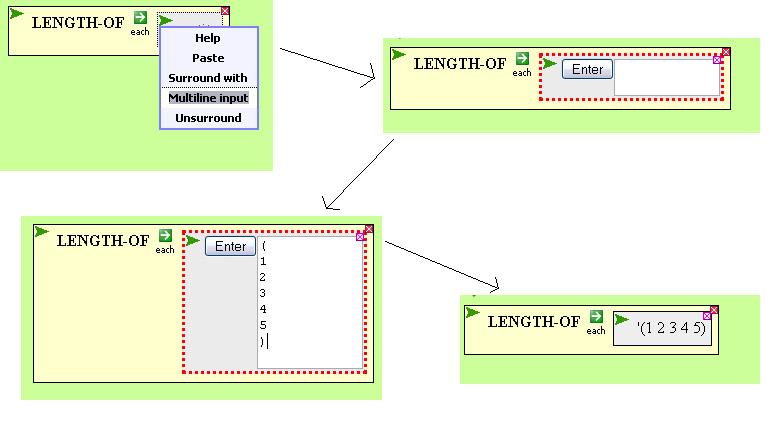 LENGTH-OF each ...
Help
Paste
Surround with
Multiline input
Unsurround
LENGTH-OF each Enter
LENGTH-OF each Enter (
1
2
3
4
5
)
LENGTH-OF each '(1 2 3 4 5)